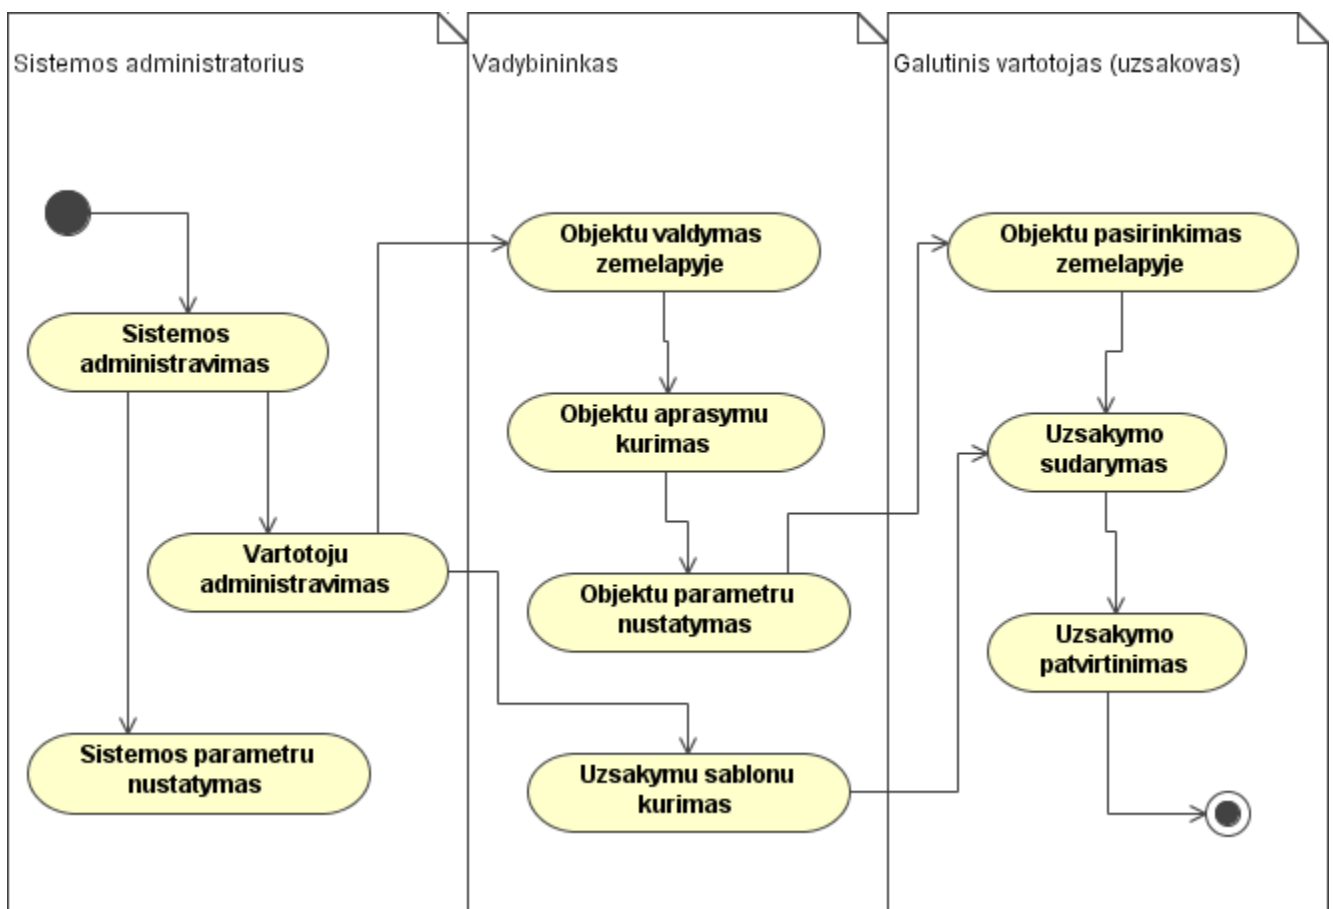 Sistemos administratorius
Vadybininkas
Galutinis vartotojas (uzsakovas)
Sistemos
administravimas
Vartotoju
administravimas
Sistemos parametru
nustatymas
Objektu valdymas
zemelapyje
Objektu aprasymu
kurimas
Objektu parametru
nustatymas
Uzsakymu sablonu
kurimas
Objektu pasirinkimas
zemelapyje
Uzsakymo
sudarymas
Uzsakymo
patvirtinimas